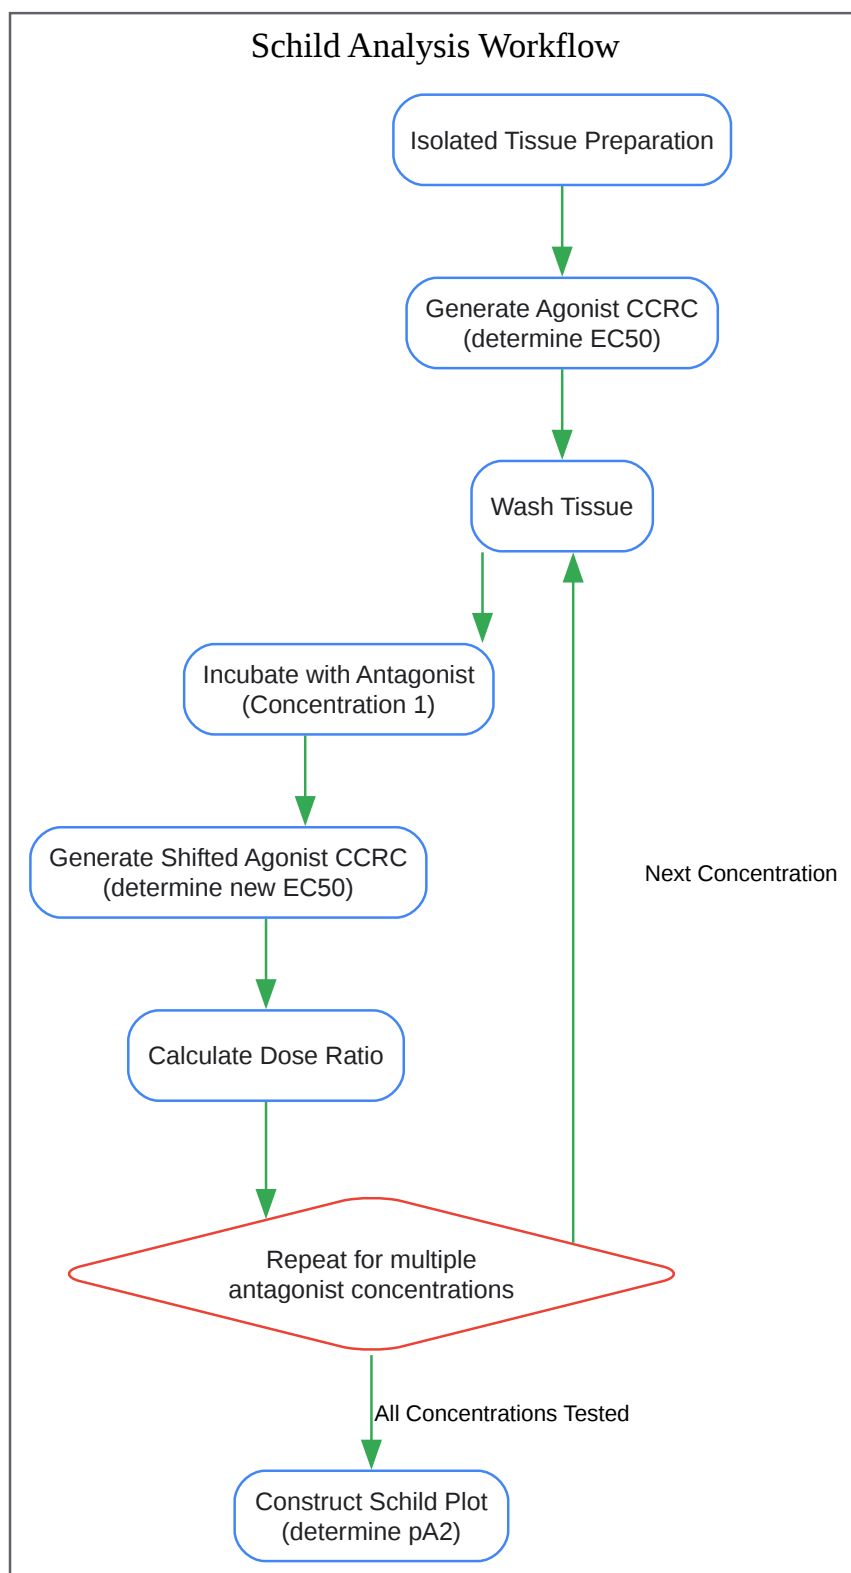 Schild Analysis Workflow
Isolated Tissue Preparation
Generate Agonist CCRC
(determine EC50)
Wash Tissue
Incubate with Antagonist
(Concentration 1)
Generate Shifted Agonist CCRC
(determine new EC50)
Next Concentration
Calculate Dose Ratio
Repeat for multiple
antagonist concentrations
All Concentrations Tested
Construct Schild Plot
(determine pA2)